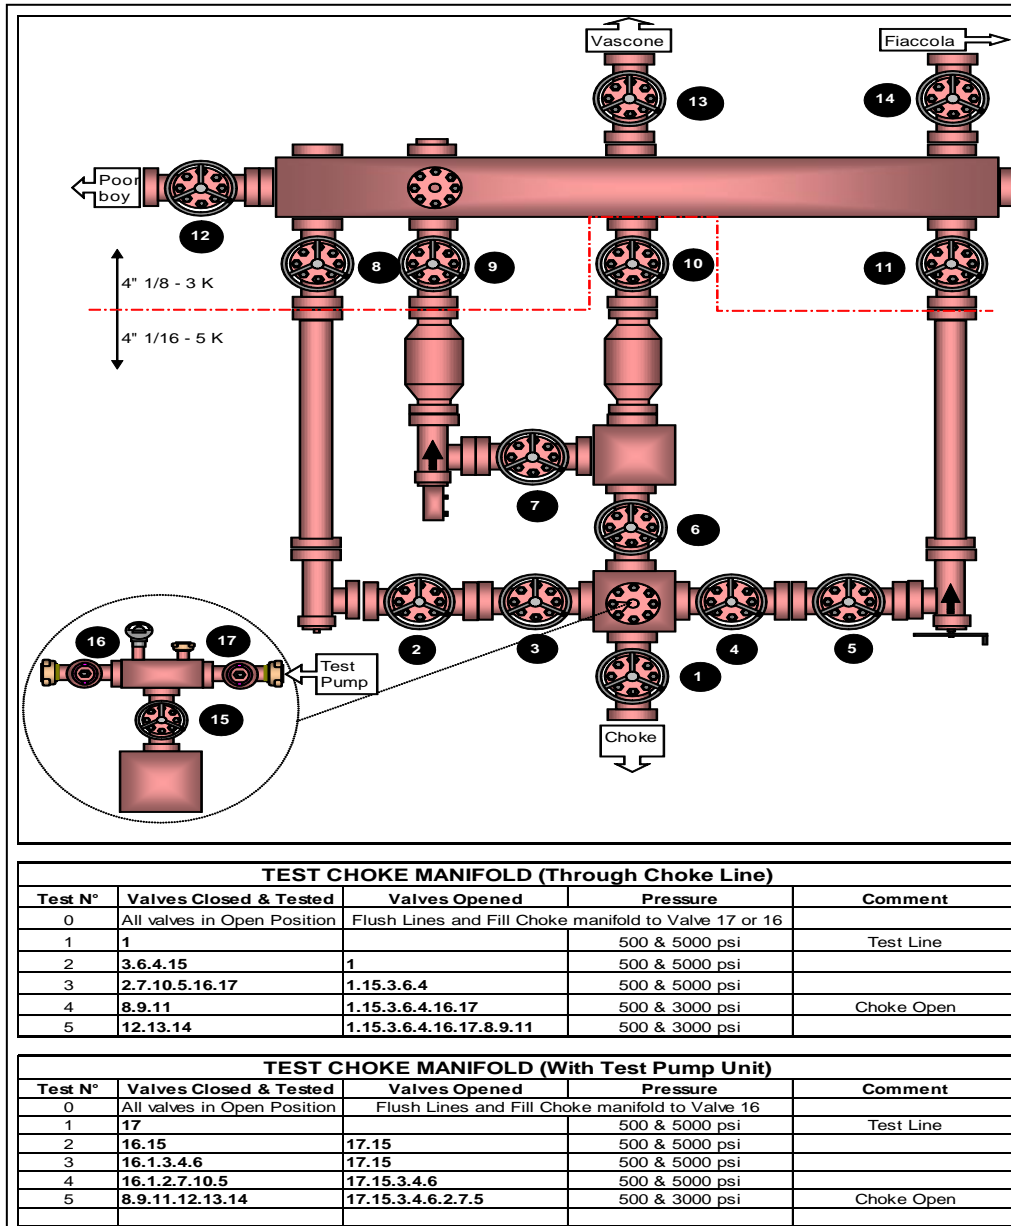 Vascone
Fiaccola
13
14
Poor
boy
12
8
9
10
11
4" 1/8 - 3 K
4" 1/16 - 5 K
7
6
2
3
4
5
16
17
Test
Pump
1
15
Choke
TEST CHOKE MANIFOLD (Through Choke Line)
Test N° Valves Closed & Tested Valves Opened Pressure Comment
0 All valves in Open Position Flush Lines and Fill Choke manifold to Valve 17 or 16
1 1 500 & 5000 psi Test Line
2 3.6.4.15 1 500 & 5000 psi
3 2.7.10.5.16.17 1.15.3.6.4 500 & 5000 psi
4 8.9.11 1.15.3.6.4.16.17 500 & 3000 psi Choke Open
5 12.13.14 1.15.3.6.4.16.17.8.9.11 500 & 3000 psi
TEST CHOKE MANIFOLD (With Test Pump Unit)
Test N° Valves Closed & Tested Valves Opened Pressure Comment
0 All valves in Open Position Flush Lines and Fill Choke manifold to Valve 16
1 17 500 & 5000 psi Test Line
2 16.15 17.15 500 & 5000 psi
3 16.1.3.4.6 17.15 500 & 5000 psi
4 16.1.2.7.10.5 17.15.3.4.6 500 & 5000 psi
5 8.9.11.12.13.14 17.15.3.4.6.2.7.5 500 & 3000 psi Choke Open